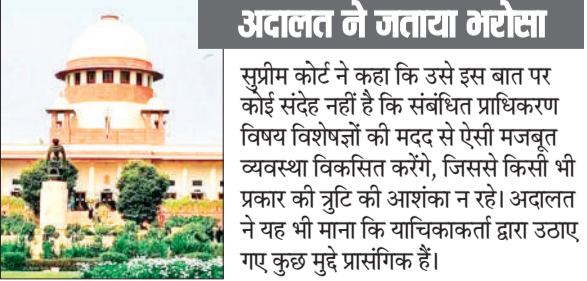 अदालत ने जताया भरोसा
सुप्रीम कोर्ट ने कहा कि उसे इस बात पर
कोई संदेह नहीं है कि संबंधित प्राधिकरण
विषय विशेषज्ञों की मदद से ऐसी मजबूत
व्यवस्था विकसित करेंगे, जिससे किसी भी
प्रकार की त्रुटि की आशंका न रहे। अदालत
ने यह भी माना कि याचिकाकर्ता द्वारा उठाए
गए कुछ मुद्दे प्रासंगिक हैं।